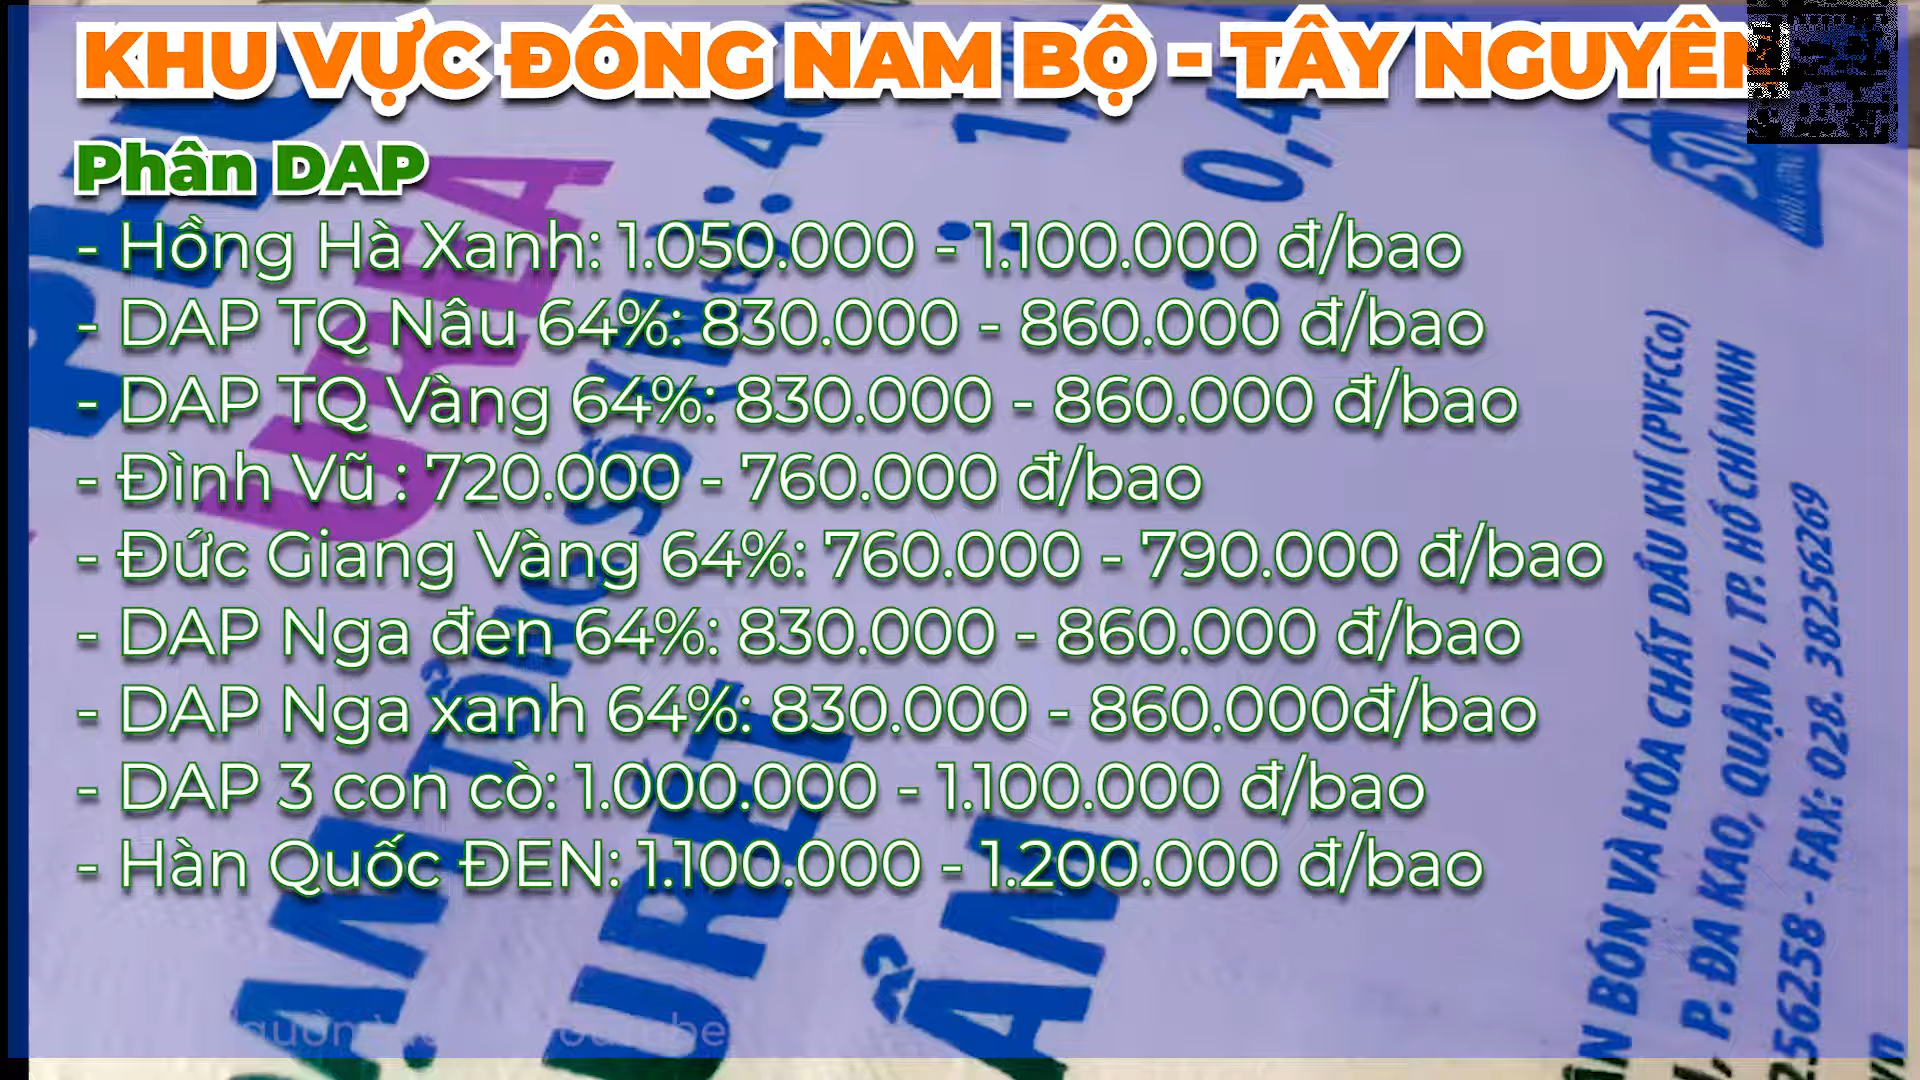 KHU VỰC ĐÔNG NAM BỘ - TÂY NGUYÊN
Phân DAP
- Hồng Hà Xanh: 1.050.000 - 1.100.000 đ/bao
- DAP TQ Nâu 64%: 830.000 - 860.000 đ/bao
- DAP TQ Vàng 64%: 830.000 - 860.000 đ/bao
- Đình Vũ : 720.000 - 760.000 đ/bao
- Đức Giang Vàng 64%: 760.000 - 790.000 đ/bao
- DAP Nga đen 64%: 830.000 - 860.000 đ/bao
- DAP Nga xanh 64%: 830.000 - 860.000đ/bao
- DAP 3 con cò: 1.000.000 - 1.100.000 đ/bao
- Hàn Quốc ĐEN: 1.100.000 - 1.200.000 đ/bao
UREA
BÓN VÀ HÓA CHẤT DẦU KHÍ (PVFCCo)
P. ĐA KAO, QUẬN 1, TP. HỒ CHÍ MINH
256258 - FAX: 028. 38256269